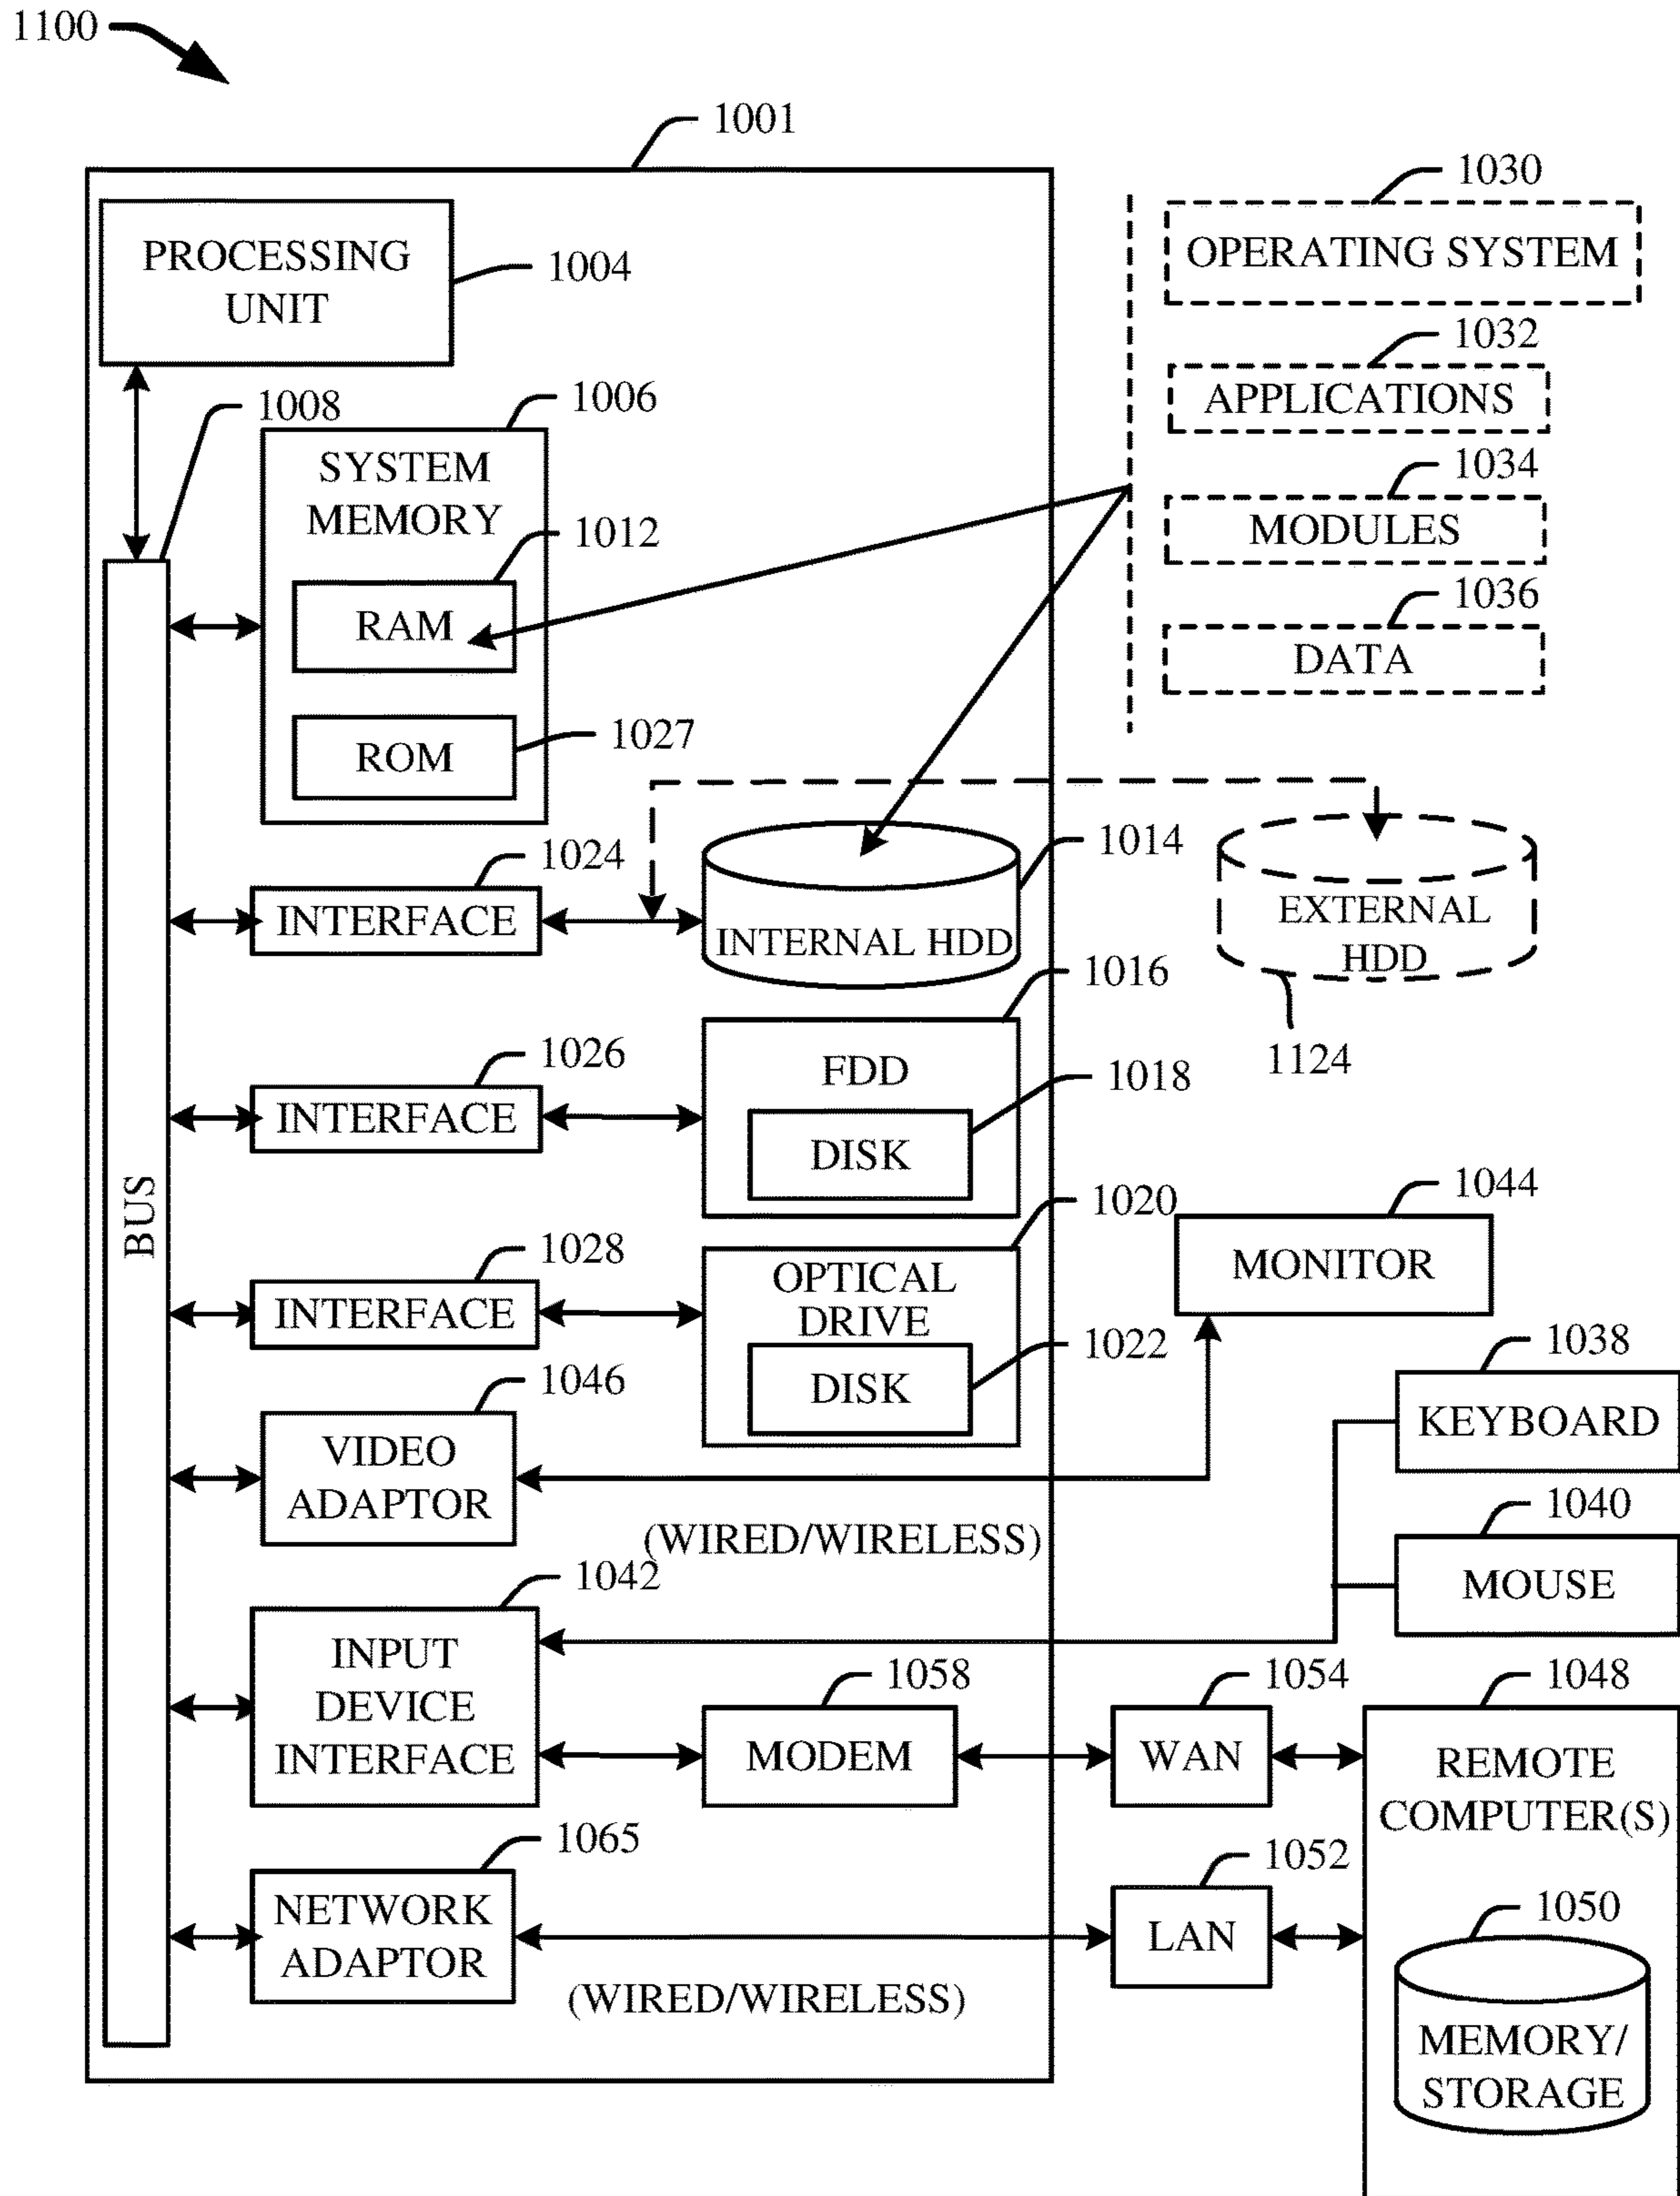 1100
1001
PROCESSING
UNIT
1004
1008
1006
SYSTEM
MEMORY
1012
RAM
ROM
1027
1030
OPERATING SYSTEM
1032
APPLICATIONS
1034
MODULES
1036
DATA
1024
INTERFACE
1014
INTERNAL HDD
EXTERNAL
HDD
1124
1026
INTERFACE
1016
FDD
1018
DISK
BUS
1028
INTERFACE
1020
OPTICAL
DRIVE
1022
DISK
1044
MONITOR
1046
VIDEO
ADAPTOR
(WIRED/WIRELESS)
1038
KEYBOARD
1040
MOUSE
1042
INPUT
DEVICE
INTERFACE
1058
MODEM
1054
WAN
1048
REMOTE
COMPUTER(S)
1065
NETWORK
ADAPTOR
(WIRED/WIRELESS)
1052
LAN
1050
MEMORY/
STORAGE